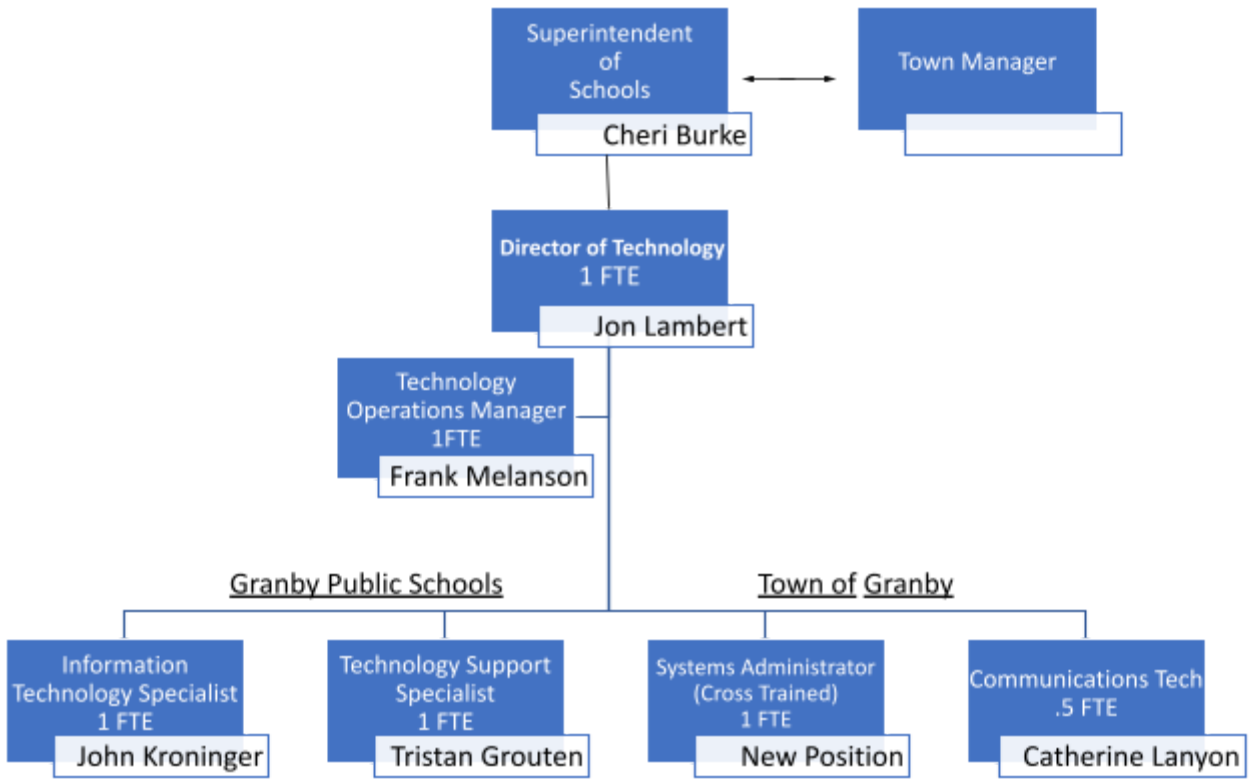 Superintendent
of
Schools
Cheri Burke
Town Manager
Director of Technology
1 FTE
Jon Lambert
Technology
Operations Manager
1FTE
Frank Melanson
Granby Public Schools
Town of Granby
Information
Technology Specialist
1 FTE
John Kroninger
Technology Support
Specialist
1 FTE
Tristan Grouten
Systems Administrator
(Cross Trained)
1 FTE
New Position
Communications Tech
.5 FTE
Catherine Lanyon